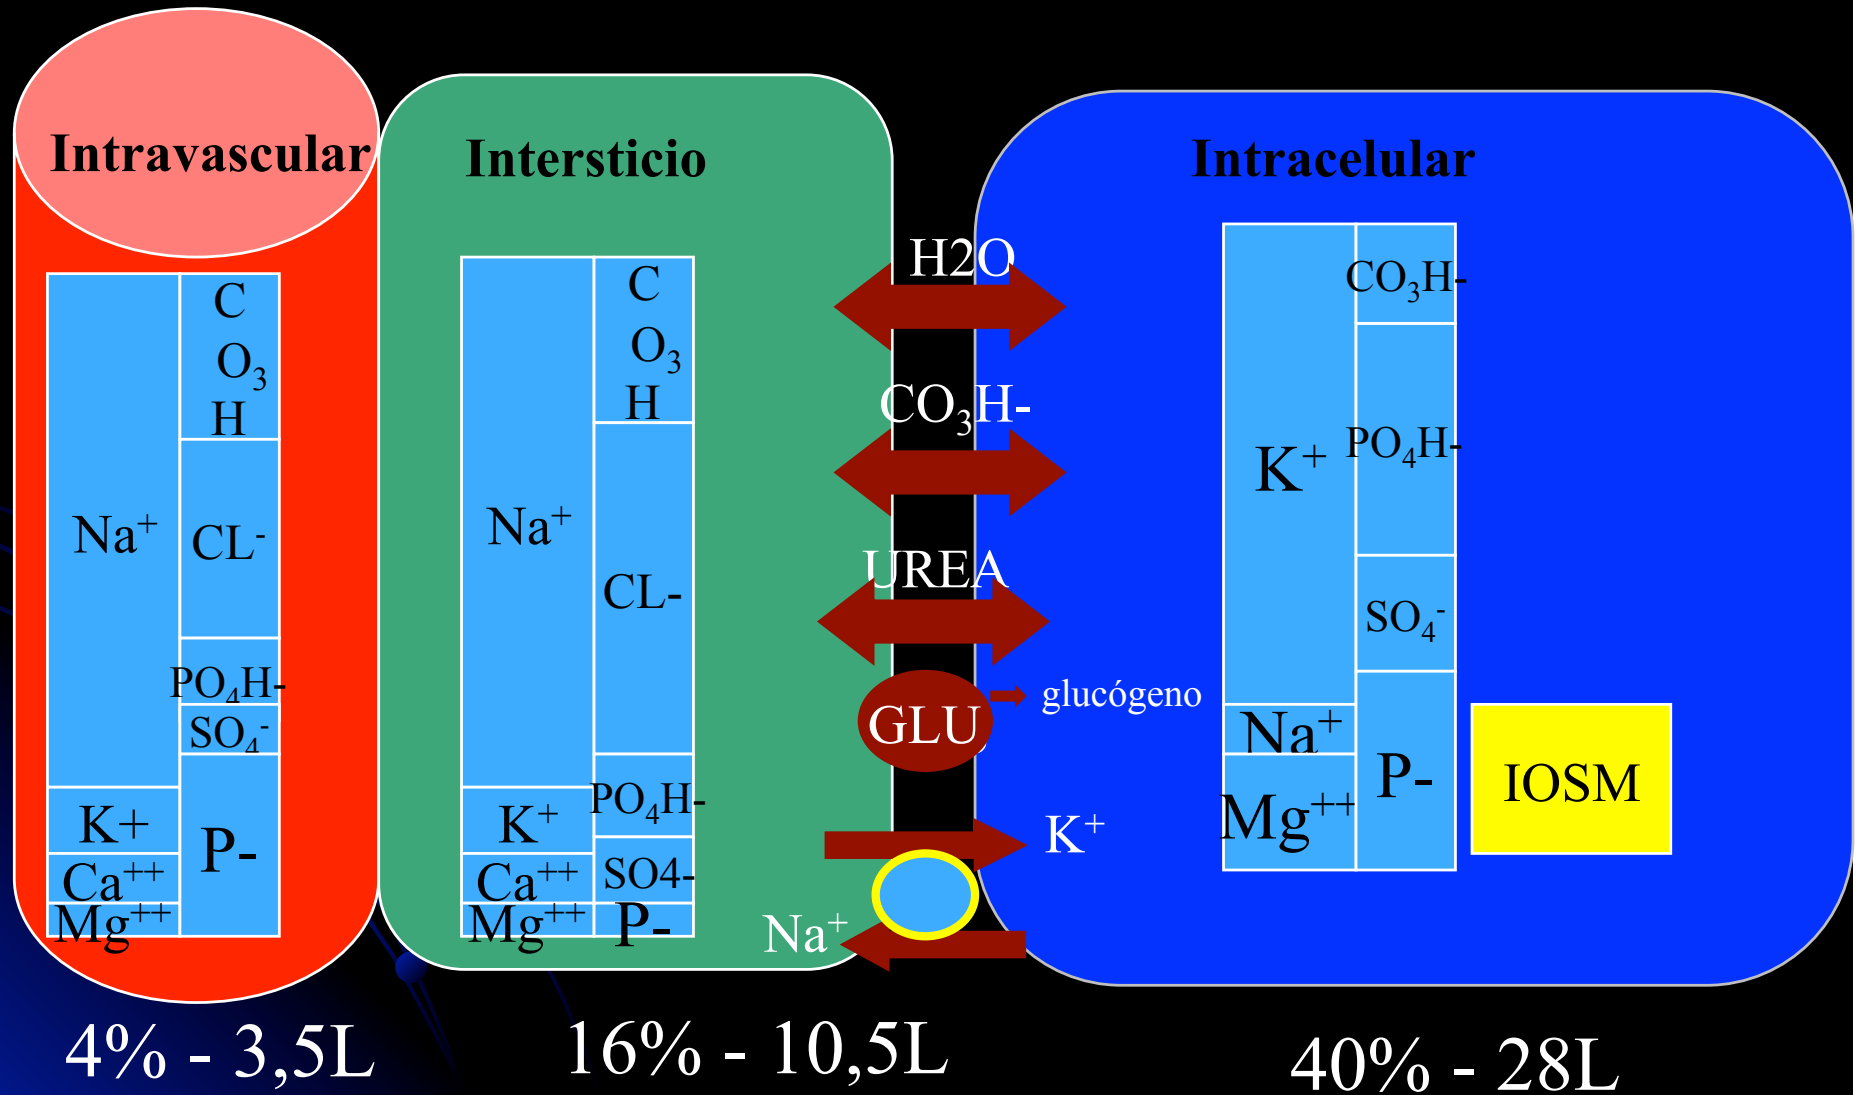 Intravascular
Na⁺
K+
Ca⁺⁺
Mg⁺⁺
C
O₃
H
CL⁻
PO₄H-
SO₄⁻
P-
Intersticio
Na⁺
K⁺
Ca⁺⁺
Mg⁺⁺
C
O₃
H
CL-
PO₄H-
SO4-
P-
H2O
CO₃H-
UREA
GLU
glucógeno
K⁺
Na⁺
Intracelular
K⁺
Na⁺
Mg⁺⁺
CO₃H-
PO₄H-
SO₄⁻
P-
IOSM
4% - 3,5L
16% - 10,5L
40% - 28L